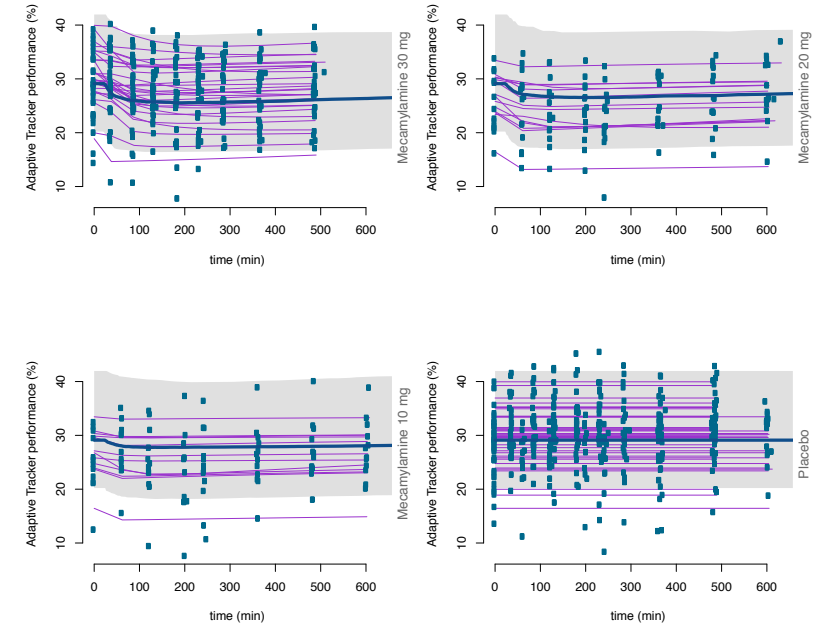 Adaptive Tracker performance (%)
40
30
20
10
0 100 200 300 400 500 600
time (min)
Mecamylamine 30 mg
Adaptive Tracker performance (%)
40
30
20
10
0 100 200 300 400 500 600
time (min)
Mecamylamine 20 mg
Adaptive Tracker performance (%)
40
30
20
10
0 100 200 300 400 500 600
time (min)
Mecamylamine 10 mg
Adaptive Tracker performance (%)
40
30
20
10
0 100 200 300 400 500 600
time (min)
Placebo